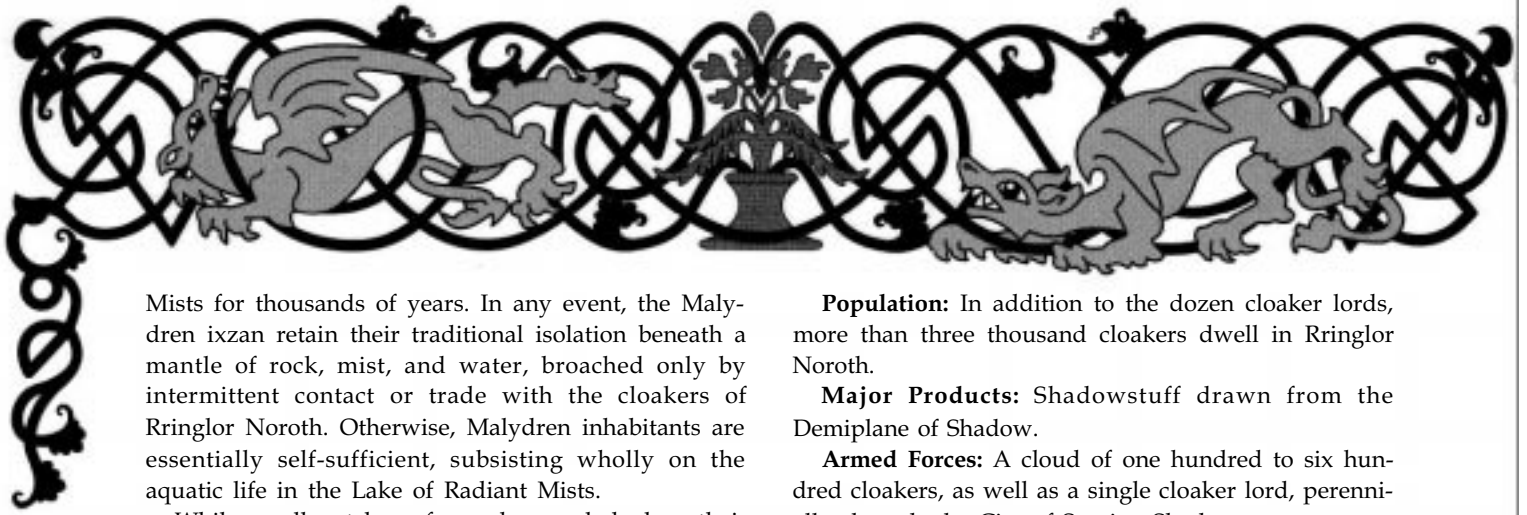 Mists for thousands of years. In any event, the Maly-
dren ixzan retain their traditional isolation beneath a
mantle of rock, mist, and water, broached only by
intermittent contact or trade with the cloakers of
Rringlor Noroth. Otherwise, Malydren inhabitants are
essentially self-sufficient, subsisting wholly on the
aquatic life in the Lake of Radiant Mists.
Population: In addition to the dozen cloaker lords,
more than three thousand cloakers dwell in Rringlor
Noroth.
Major Products: Shadowstuff drawn from the
Demiplane of Shadow.
Armed Forces: A cloud of one hundred to six hun-
dred cloakers, as well as a single cloaker lord, perenni-